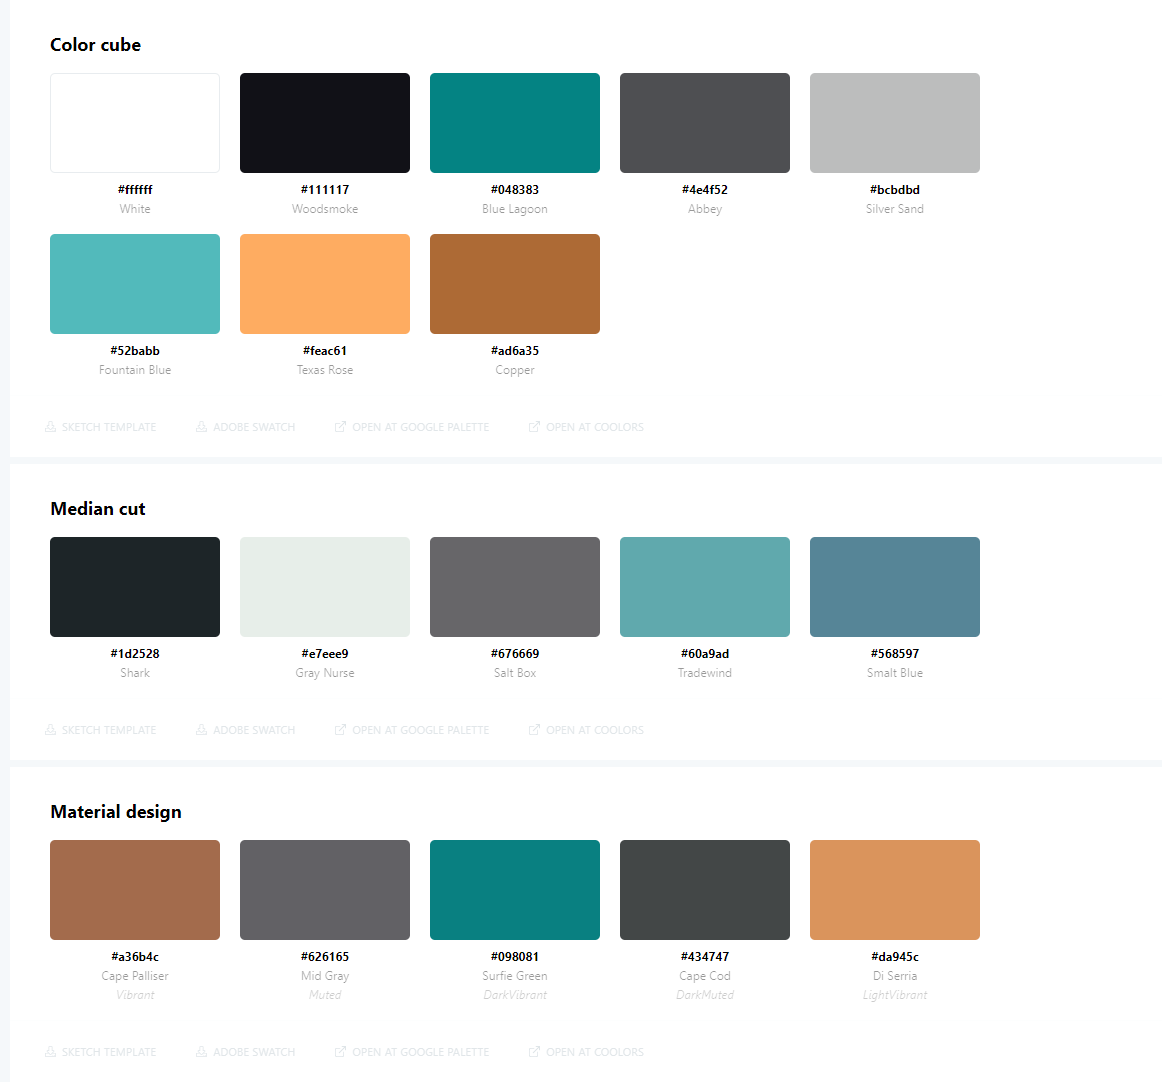 Color cube
#ffffff #111117 #048383 #4e4f52 #bcbdbd
White Woodsmoke Blue Lagoon Abbey Silver Sand
#52babb #feac61 #ad6a35
Fountain Blue Texas Rose Copper
SKETCH TEMPLATE ADOBE SWATCH OPEN AT GOOGLE PALETTE OPEN AT COOLORS
Median cut
#1d2528 #e7eee9 #676669 #60a9ad #568597
Shark Gray Nurse Salt Box Tradewind Smalt Blue
SKETCH TEMPLATE ADOBE SWATCH OPEN AT GOOGLE PALETTE OPEN AT COOLORS
Material design
#a36b4c #626165 #098081 #434747 #da945c
Cape Palliser Mid Gray Surfie Green Cape Cod Di Serria
Vibrant Muted DarkVibrant DarkMuted LightVibrant
SKETCH TEMPLATE ADOBE SWATCH OPEN AT GOOGLE PALETTE OPEN AT COOLORS